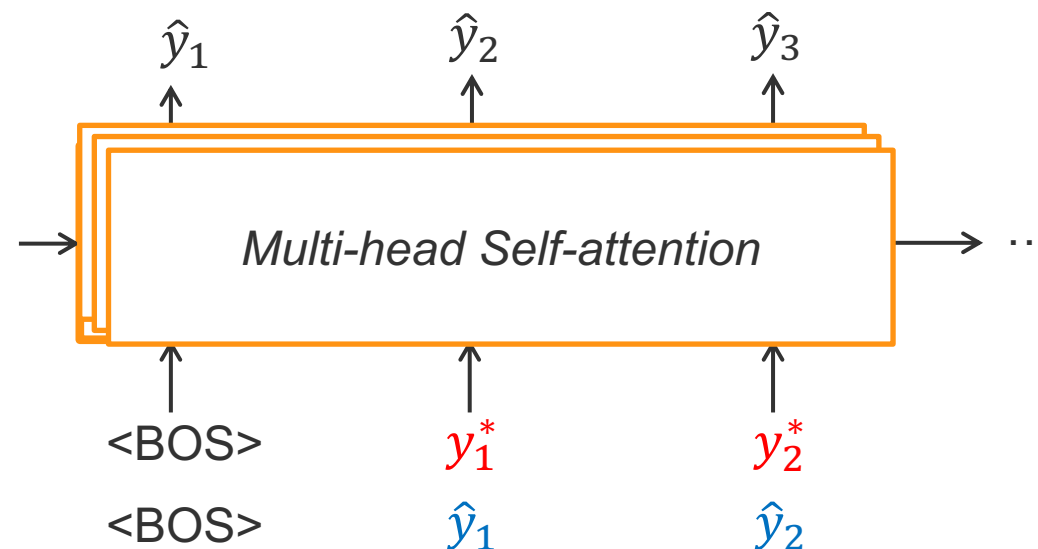 ŷ₁ ŷ₂ ŷ₃
Multi-head Self-attention ..
<BOS> y₁* y₂*
<BOS> ŷ₁ ŷ₂